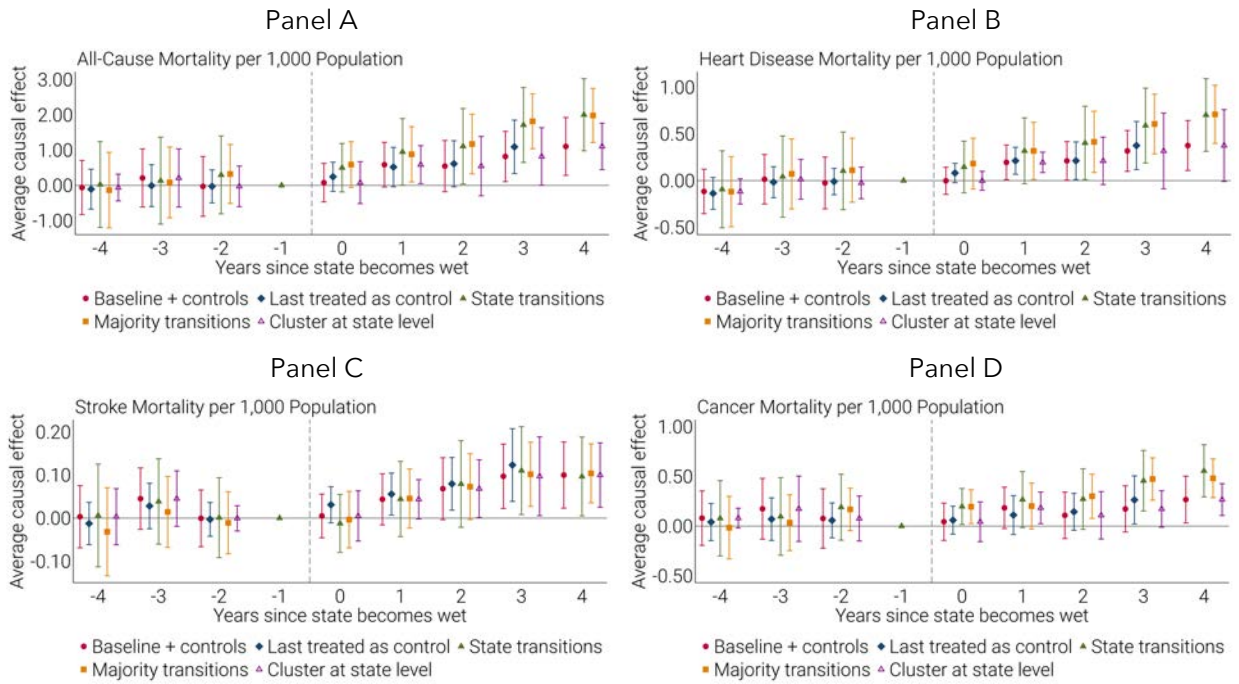 Panel A
All-Cause Mortality per 1,000 Population
Average causal effect
3.00
2.00
1.00
0.00
-1.00
-4 -3 -2 -1 0 1 2 3 4
Years since state becomes wet
Baseline + controls Last treated as control State transitions
Majority transitions Cluster at state level
Panel B
Heart Disease Mortality per 1,000 Population
Average causal effect
1.00
0.50
0.00
-0.50
-4 -3 -2 -1 0 1 2 3 4
Years since state becomes wet
Baseline + controls Last treated as control State transitions
Majority transitions Cluster at state level
Panel C
Stroke Mortality per 1,000 Population
Average causal effect
0.20
0.10
0.00
-0.10
-4 -3 -2 -1 0 1 2 3 4
Years since state becomes wet
Baseline + controls Last treated as control State transitions
Majority transitions Cluster at state level
Panel D
Cancer Mortality per 1,000 Population
Average causal effect
1.00
0.50
0.00
-0.50
-4 -3 -2 -1 0 1 2 3 4
Years since state becomes wet
Baseline + controls Last treated as control State transitions
Majority transitions Cluster at state level